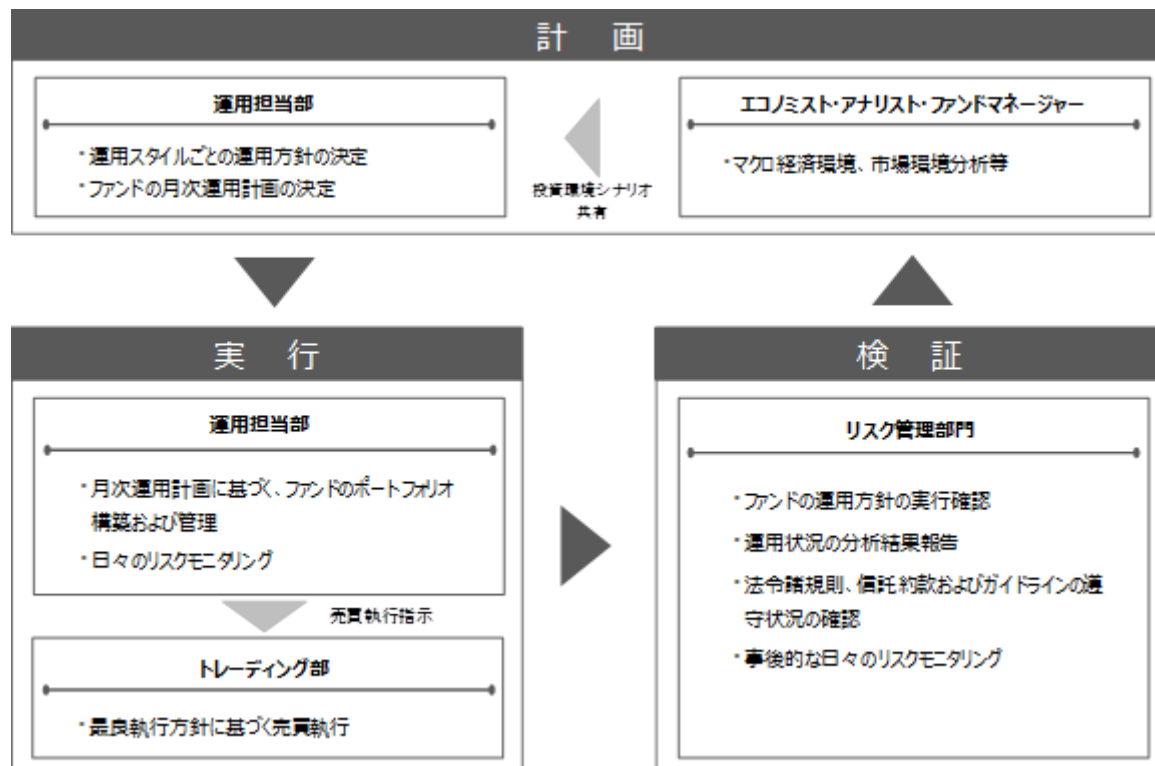 計 画
運用担当部
・運用スタイルごとの運用方針の決定
・ファンドの月次運用計画の決定
投資環境シナリオ
共有
エコノミスト・アナリスト・ファンドマネージャー
・マクロ経済環境、市場環境分析等
実 行
運用担当部
・月次運用計画に基づく、ファンドのポートフォリオ
構築および管理
・日々のリスクモニタリング
売買執行指示
トレーディング部
・最良執行方針に基づく売買執行
検 証
リスク管理部門
・ファンドの運用方針の実行確認
・運用状況の分析結果報告
・法令諸規則、信託約款およびガイドラインの遵
守状況の確認
・事後的な日々のリスクモニタリング